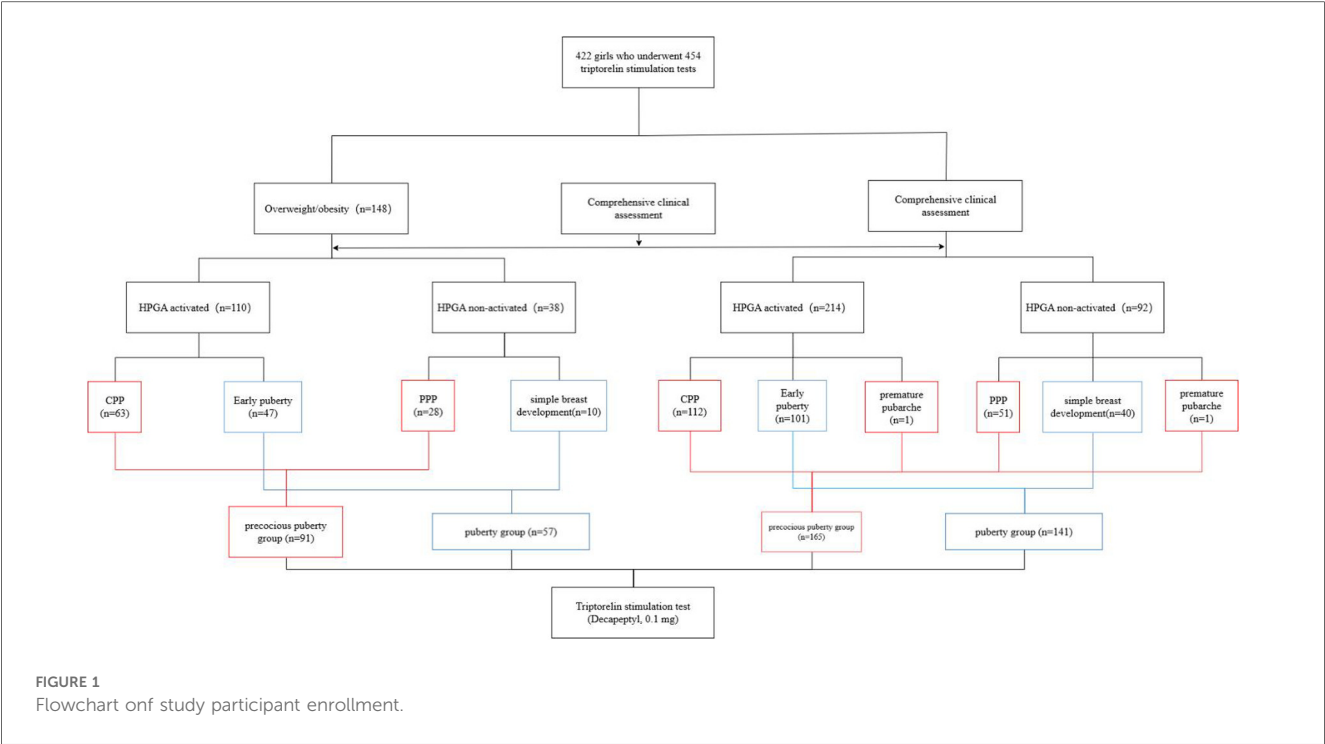 422 girls who underwent 454
triptorelin stimulation tests
Overweight/obesity (n=148)
Comprehensive clinical
assessment
Comprehensive clinical
assessment
HPGA activated (n=110)
HPGA non-activated (n=38)
HPGA activated (n=214)
HPGA non-activated (n=92)
CPP
(n=63)
Early puberty
(n=47)
PPP
(n=28)
simple breast
development(n=10)
CPP
(n=112)
Early
puberty
(n=101)
premature
pubarche
(n=1)
PPP
(n=51)
simple breast
development(n=40)
premature
pubarche
(n=1)
precocious puberty
group (n=91)
puberty group (n=57)
precocious puberty group
(n=165)
puberty group (n=141)
Triptorelin stimulation test
(Decapeptyl, 0.1 mg)
FIGURE 1
Flowchart onf study participant enrollment.